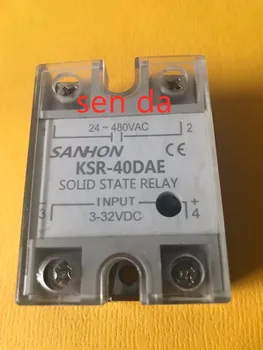 sen da
24~480VAC
1 2
SANHON CE
KSR-40DAE
SOLID STATE RELAY
INPUT +
3 3-32VDC 4